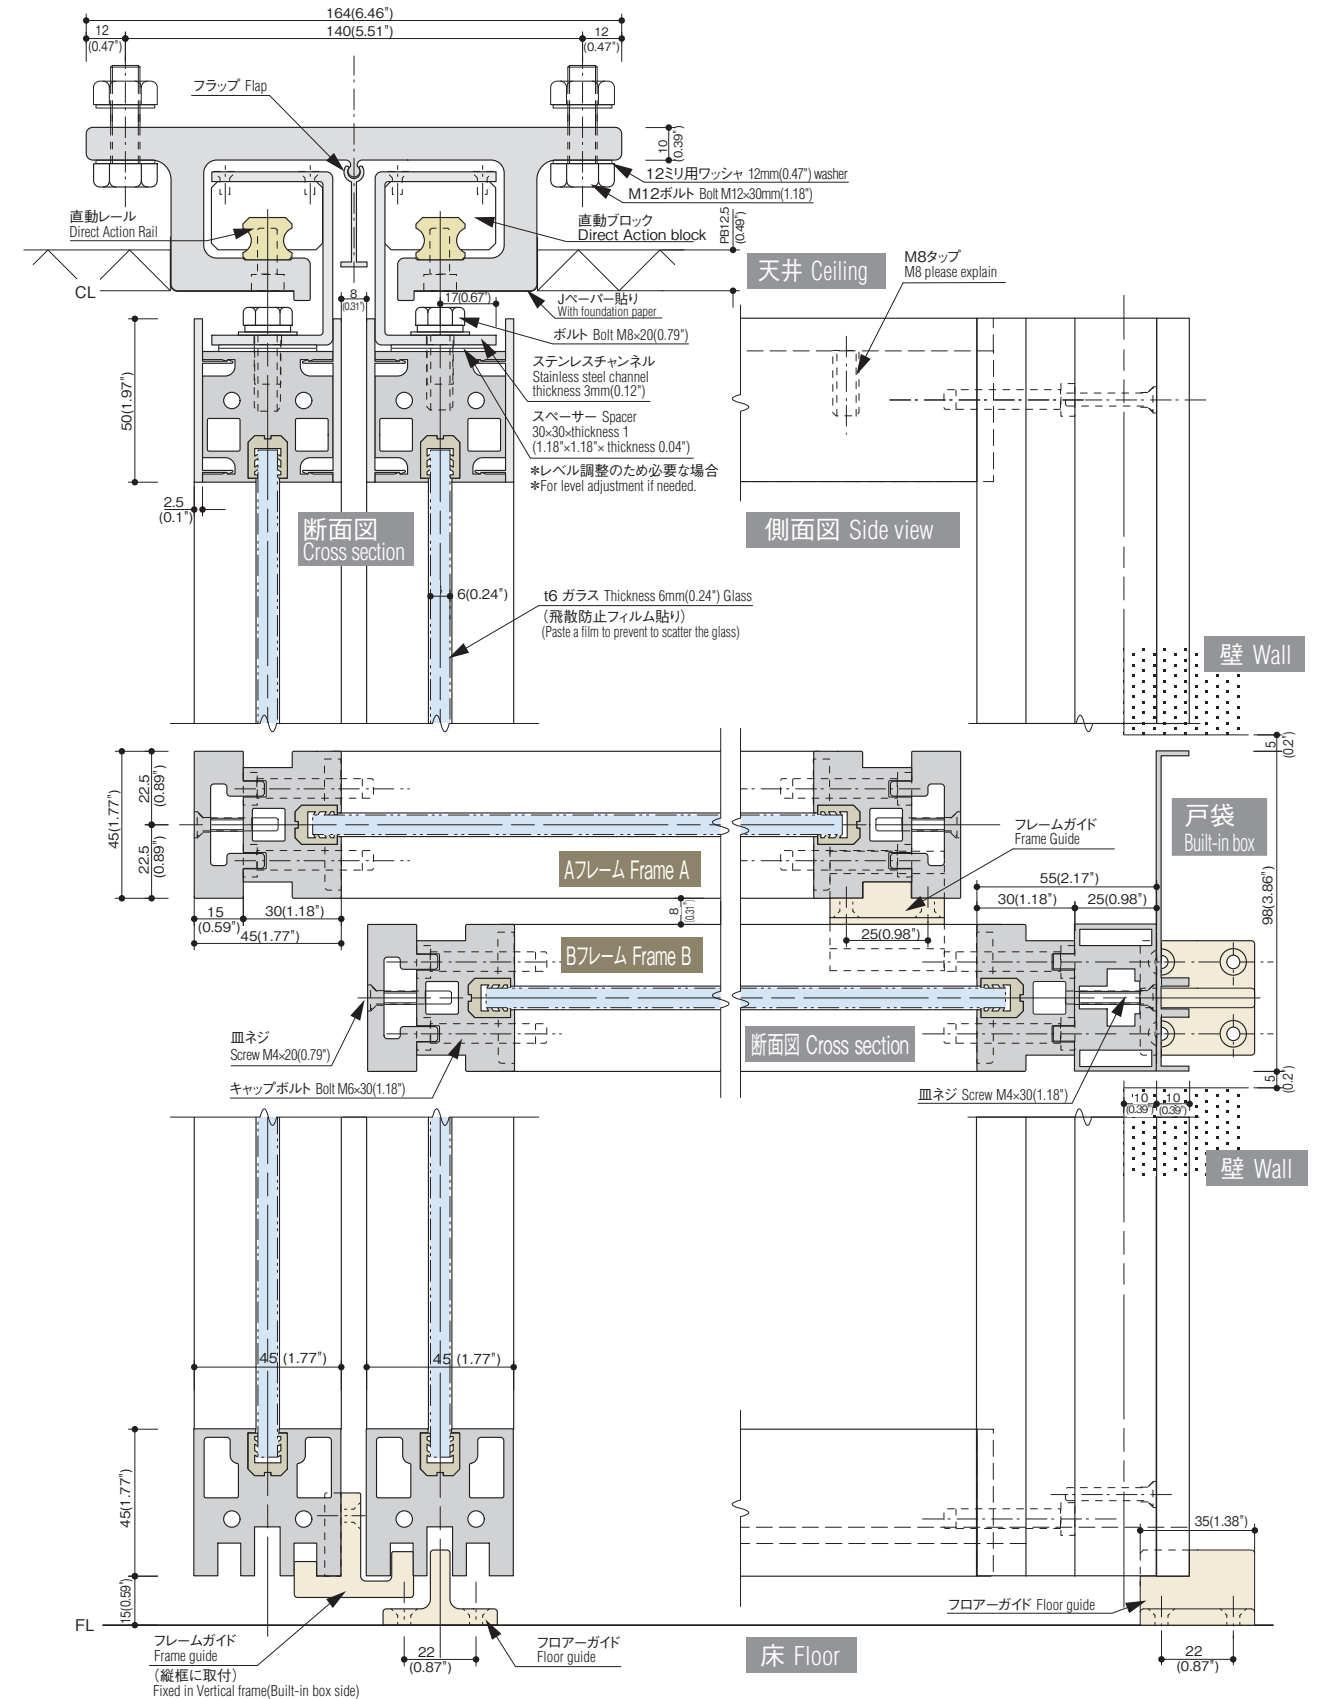 164(6.46")
140(5.51")
12
(0.47")
12
(0.47")
フラップ Flap
10
(0.39")
12ミリ用ワッシャ 12mm(0.47") washer
M12ボルト Bolt M12×30mm(1.18")
直動レール
Direct Action Rail
直動ブロック
Direct Action block
PB12.5
(0.49")
天井 Ceiling
M8タップ
M8 please explain
CL
8
(0.31")
17(0.67")
Jペーパー貼り
With foundation paper
ボルト Bolt M8×20(0.79")
ステンレスチャンネル
Stainless steel channel
thickness 3mm(0.12")
50(1.97")
スペーサー Spacer
30×30×thickness 1
(1.18"×1.18"× thickness 0.04")
*レベル調整のため必要な場合
*For level adjustment if needed.
2.5
(0.1")
断面図
Cross section
側面図 Side view
6(0.24")
t6 ガラス Thickness 6mm(0.24") Glass
(飛散防止フィルム貼り)
(Paste a film to prevent to scatter the glass)
壁 Wall
5
(0.2")
45(1.77")
22.5
(0.89")
22.5
(0.89")
戸袋
Built-in box
フレームガイド
Frame Guide
Aフレーム Frame A
55(2.17")
30(1.18")
25(0.98")
98(3.86")
15
(0.59")
30(1.18")
45(1.77")
8
(0.31")
25(0.98")
Bフレーム Frame B
皿ネジ
Screw M4×20(0.79")
断面図 Cross section
キャップボルト Bolt M6×30(1.18")
皿ネジ Screw M4×30(1.18")
5
(0.2")
10
(0.39")
10
(0.39")
壁 Wall
45 (1.77")
45 (1.77")
45(1.77")
35(1.38")
15(0.59")
フロアーガイド Floor guide
FL
フレームガイド
Frame guide
(縦框に取付)
Fixed in Vertical frame(Built-in box side)
22
(0.87")
フロアーガイド
Floor guide
床 Floor
22
(0.87")